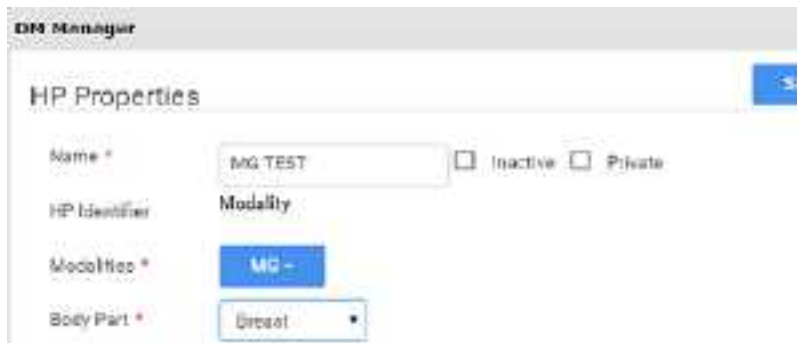 DM Manager
HP Properties
Name * MG TEST Inactive Private
HP Identifier Modality
Modalities * MG
Body Part * Breast